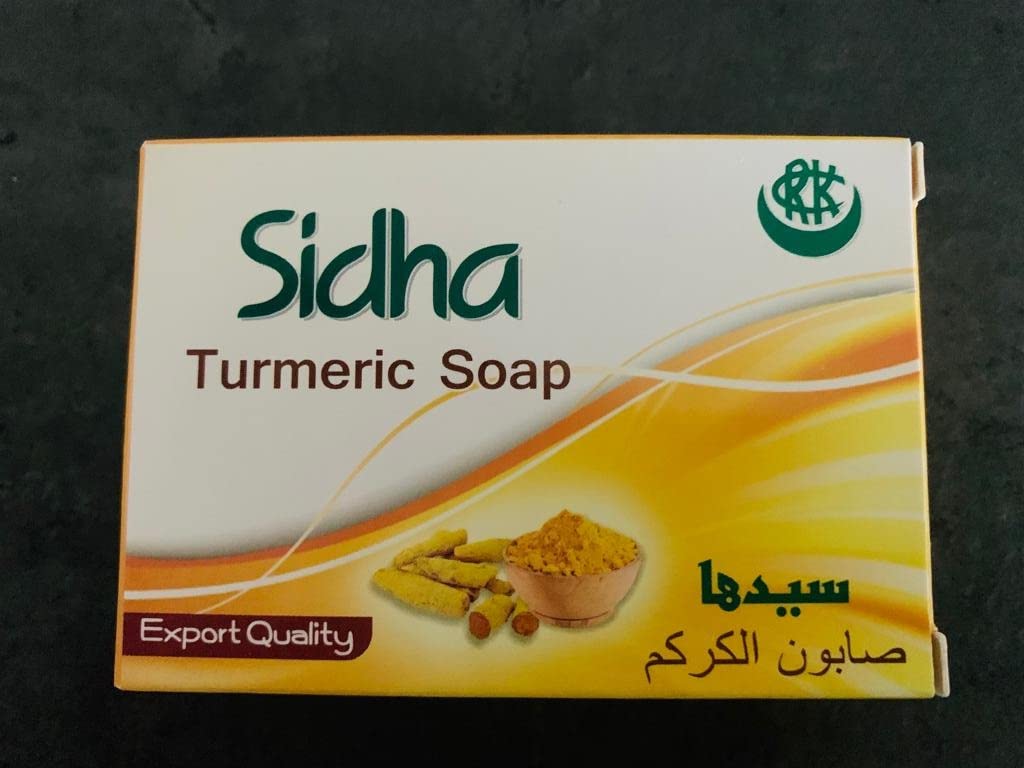 Sidha
Turmeric Soap
Export Quality
سيدها
صابون الكركم